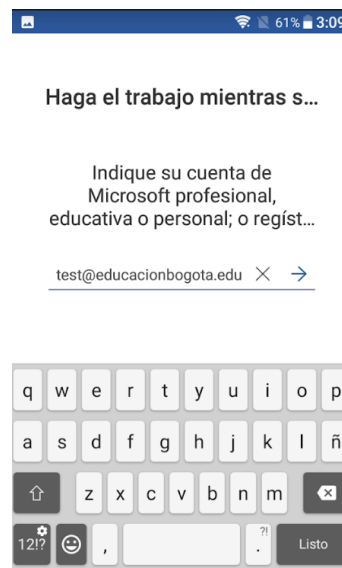 61% 3:09
Haga el trabajo mientras s...
Indique su cuenta de
Microsoft profesional,
educativa o personal; o regíst...
test@educacionbogota.edu
q w e r t y u i o p
a s d f g h j k l ñ
z x c v b n m
12!? , . ?! Listo